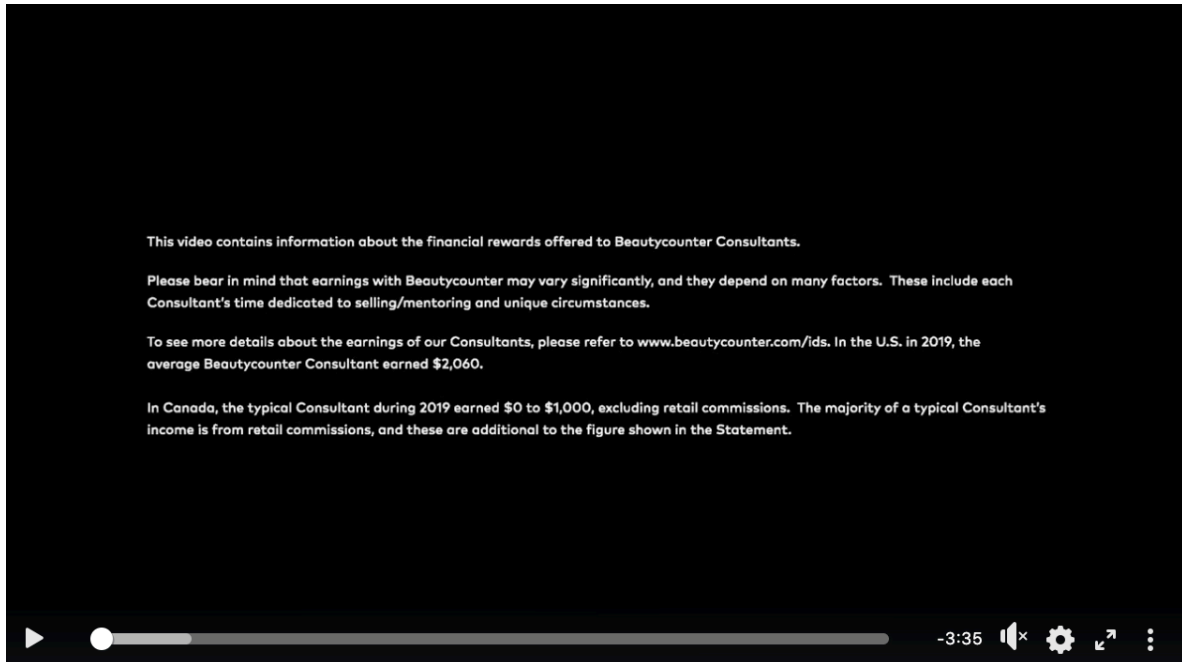 This video contains information about the financial rewards offered to Beautycounter Consultants.
Please bear in mind that earnings with Beautycounter may vary significantly, and they depend on many factors. These include each
Consultant's time dedicated to selling/mentoring and unique circumstances.
To see more details about the earnings of our Consultants, please refer to www.beautycounter.com/ids. In the U.S. in 2019, the
average Beautycounter Consultant earned $2,060.
In Canada, the typical Consultant during 2019 earned $0 to $1,000, excluding retail commissions. The majority of a typical Consultant's
income is from retail commissions, and these are additional to the figure shown in the Statement.
-3:35